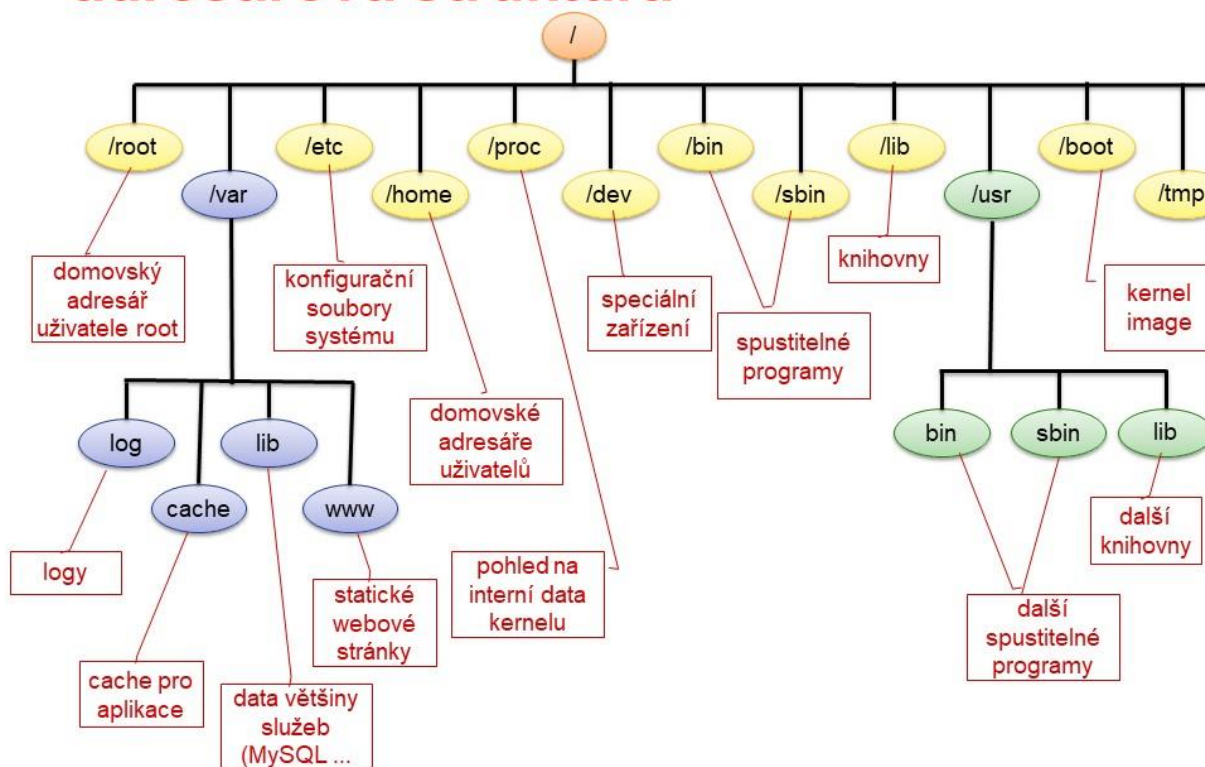 adresářová struktura
/
/root
/etc
/proc
/bin
/lib
/boot
/var
/home
/dev
/sbin
/usr
/tmp
domovský
adresář
uživatele root
konfigurační
soubory
systému
speciální
zařízení
spustitelné
programy
knihovny
kernel
image
domovské
adresáře
uživatelů
log
lib
cache
www
bin
sbin
lib
logy
cache pro
aplikace
data většiny
služeb
(MySQL ...
statické
webové
stránky
pohled na
interní data
kernelu
další
spustitelné
programy
další
knihovny